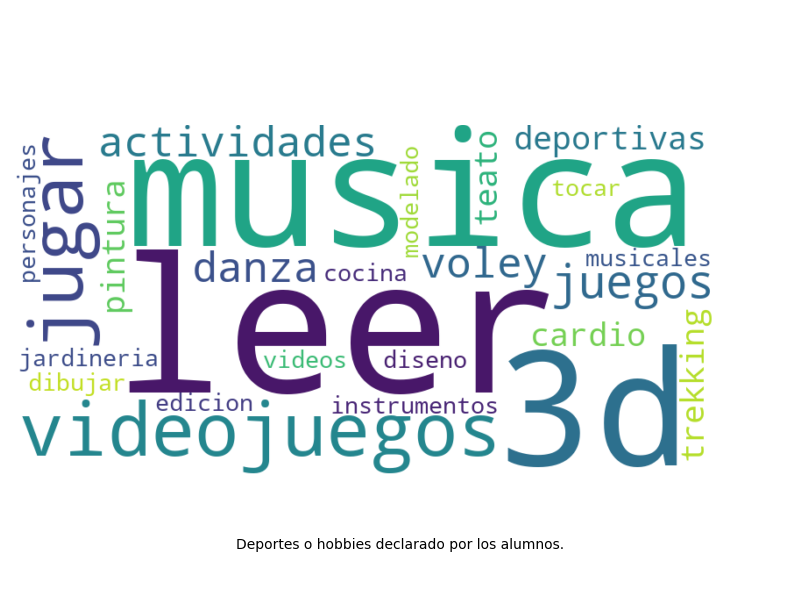 actividades
deportivas
musica
teato
modelado
tocar
personajes
jugar
pintura
danza
cocina
voley
musicales
juegos
leer
cardio
jardineria
videos
diseno
3d
trekking
dibujar
edicion
instrumentos
videojuegos
Deportes o hobbies declarado por los alumnos.